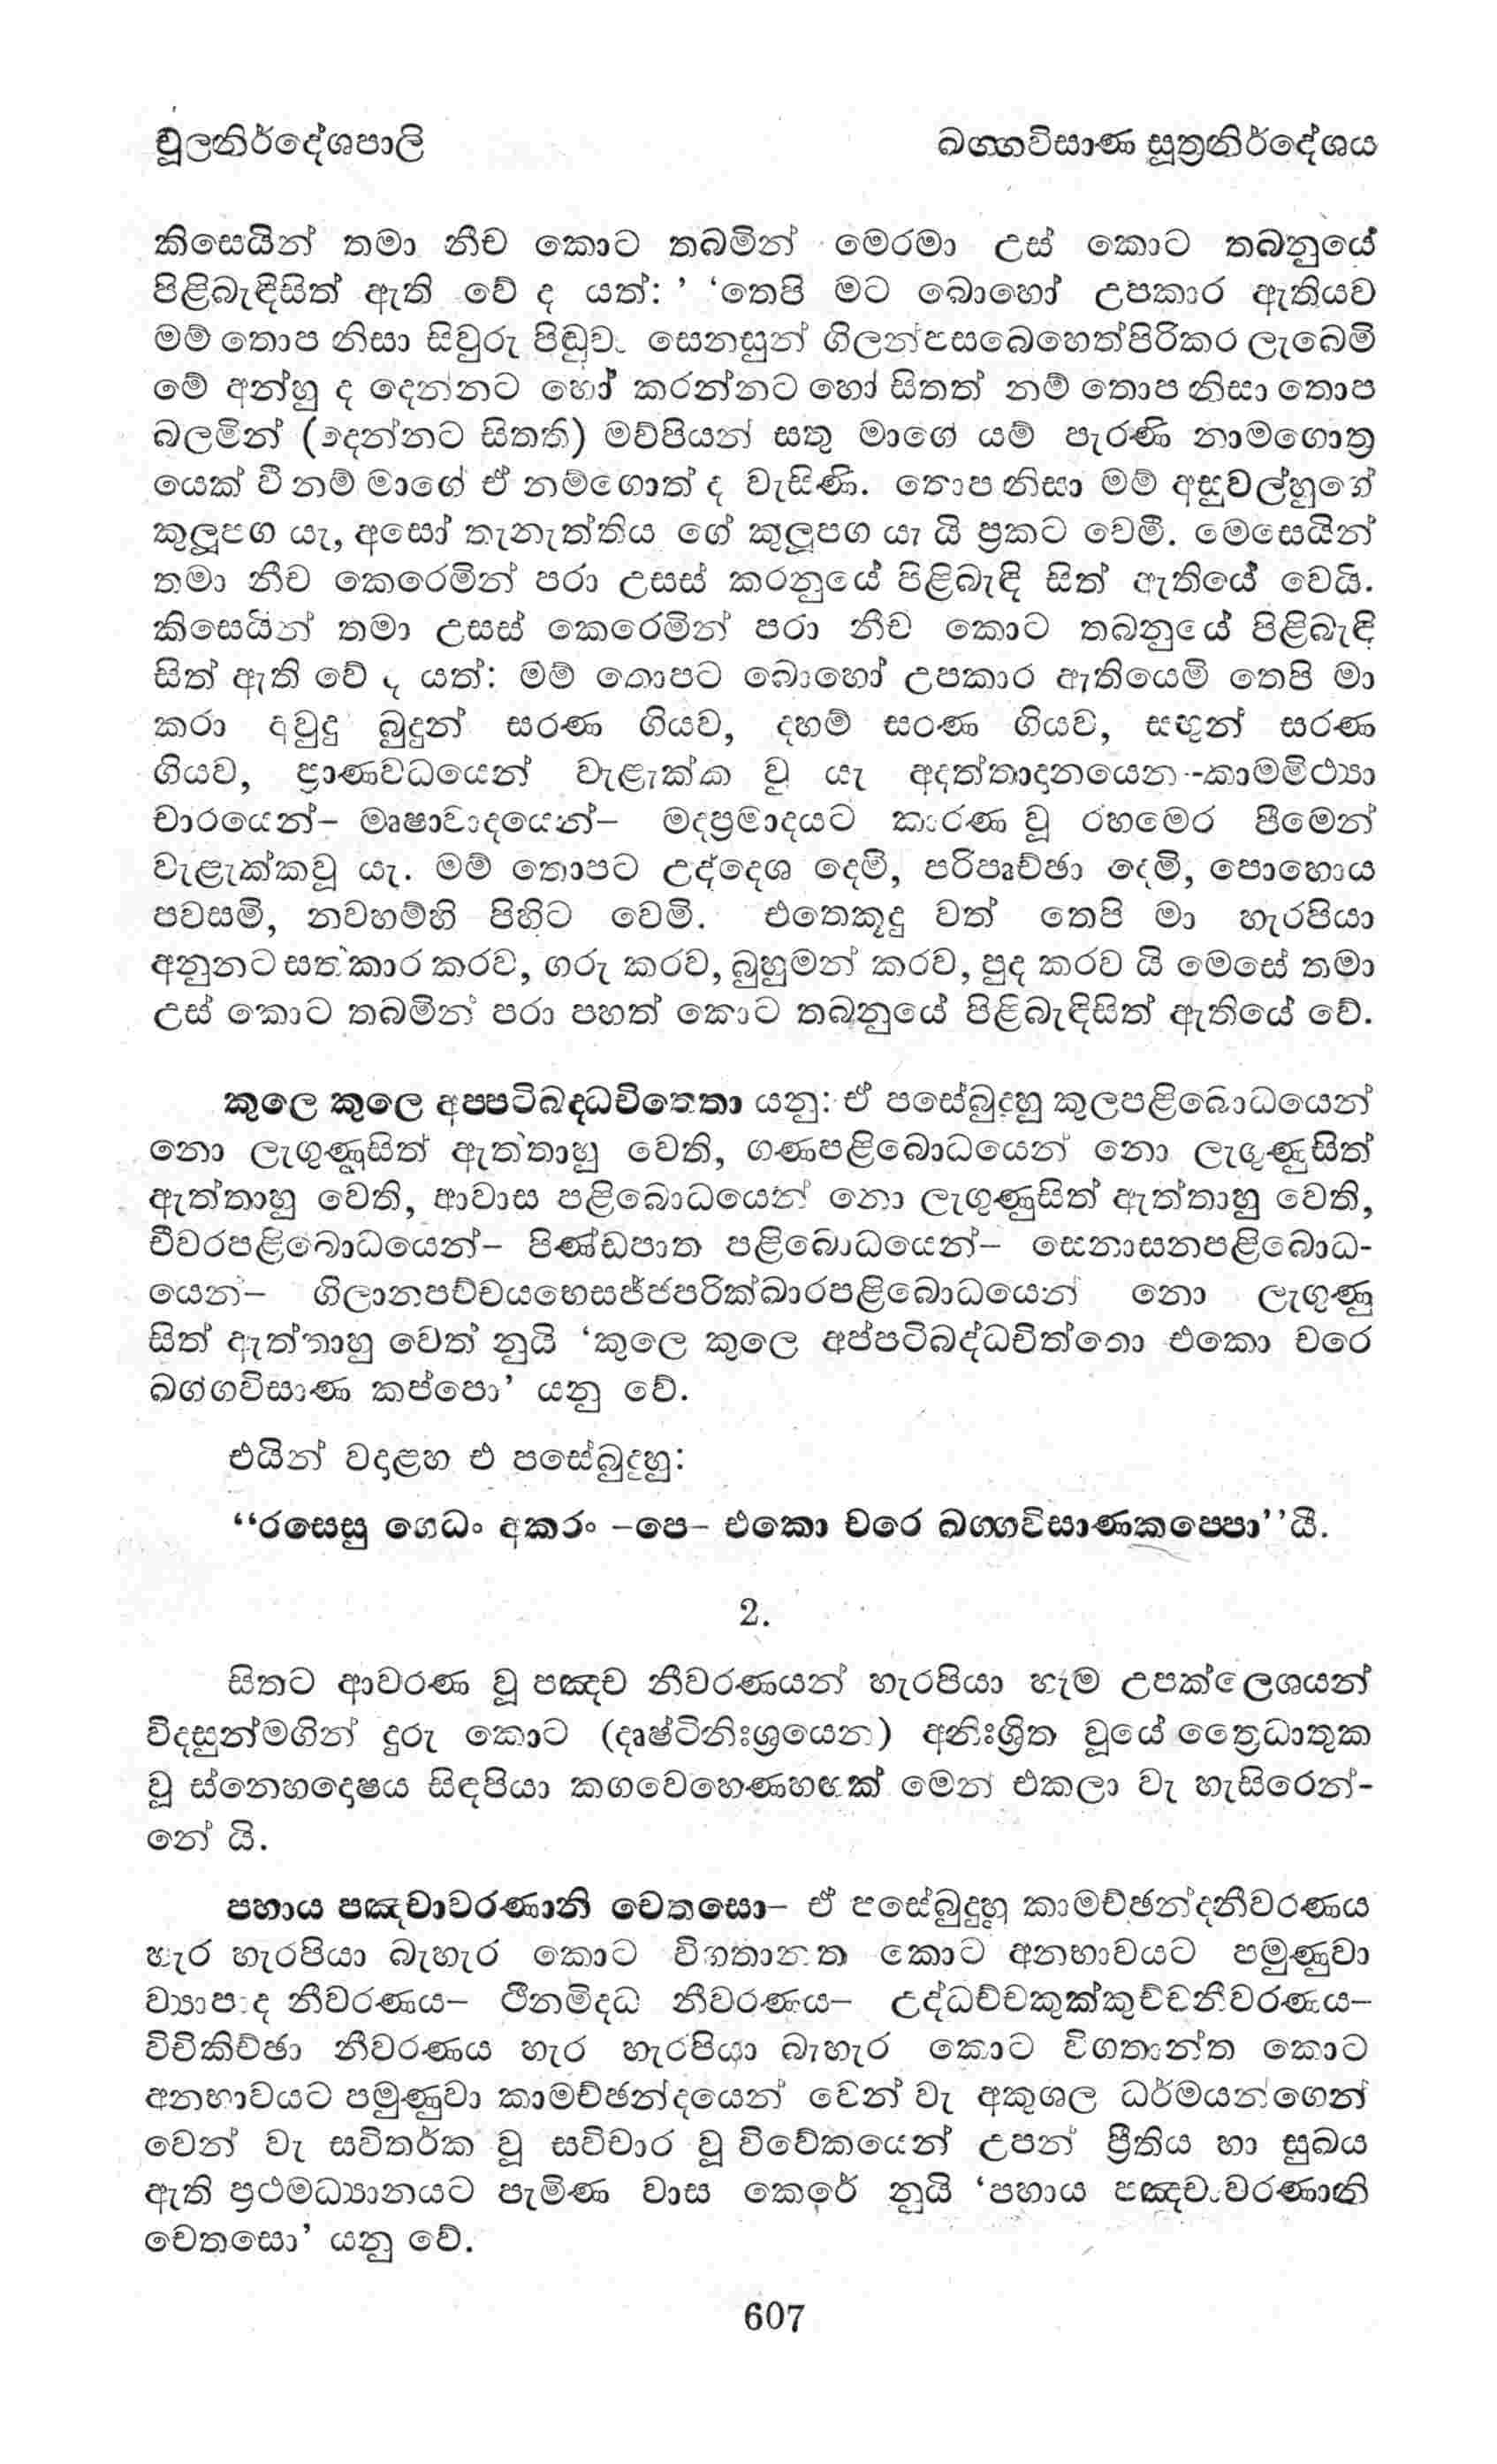 චූලනිර්දේශපාලි ඛග්ගවිසාණ සූත්‍රනිර්දේශය
කිසෙයින් තමා නීච කොට තබමින් මෙරමා උස් කොට තබනුයේ
පිළිබැඳිසිත් ඇති වේ ද යත්: ’ ‘තෙපි මට බොහෝ උපකාර ඇතියව
මම් තොප නිසා සිවුරු පිඬුවා සෙනසුන් ගිලන්පසබෙහෙත්පිරිකර ලැබෙමි
මේ අන්හු ද දෙන්නට හෝ කරන්නට හෝ සිතත් නම් තොප නිසා තොප
බලමින් (දෙන්නට සිතති) මව්පියන් සතු මාගේ යම් පැරණි නාමගොත්‍ර
යෙක් වී නම් මාගේ ඒ නම්ගොත් ද වැසිණි. තොප නිසා මම් අසුවල්හුගේ
කුලූපග යැ, අසෝ තැනැත්තිය ගේ කුලූපග යැ යි ප්‍රකට වෙමි. මෙසෙයින්
තමා නීච කෙරෙමින් පරා උසස් කරනුයේ පිළිබැඳි සිත් ඇතියේ වෙයි.
කිසෙයින් තමා උසස් කෙරෙමින් පරා නීච කොට තබනුයේ පිළිබැඳි
සිත් ඇති වේ ද යත්: මම් තොපට බොහෝ උපකාර ඇතියෙමි තෙපි මා
කරා අවුදු බුදුන් සරණ ගියව, දහම් සරණ ගියව, සඟුන් සරණ
ගියව, ප්‍රාණවධයෙන් වැළැක්ක වූ යැ අදත්තාදානයෙන--කාමමිථ්‍යා
චාරයෙන්– මෘෂාවාදයෙන්– මදප්‍රමාදයට කාරණ වූ රහමෙර පීමෙන්
වැළැක්කවූ යැ. මම් තොපට උද්දෙශ දෙමි, පරිපෘච්ඡා දෙමි, පොහොය
පවසමි, නවහම්හි පිහිට වෙමි. එතෙකුදු වත් තෙපි මා හැරපියා
අනුනට සත්කාර කරව, ගරු කරව, බුහුමන් කරව, පුද කරව යි මෙසේ තමා
උස් කොට තබමින් පරා පහත් කොට තබනුයේ පිළිබැඳිසිත් ඇතියේ වේ.
කුලෙ කුලෙ අප්පටිබද්ධචිත්තො යනු: ඒ පසේබුදුහු කුලපළිබොධයෙන්
නො ලැගුණුසිත් ඇත්තාහු වෙති, ගණපළිබොධයෙන් නො ලැගුණුසිත්
ඇත්තාහු වෙති, ආවාස පළිබොධයෙන් නො ලැගුණුසිත් ඇත්තාහු වෙති,
චීවරපළිබොධයෙන්– පිණ්ඩපාත පළිබොධයෙන්– සෙනාසනපළිබොධ-
යෙන්– ගිලානපච්චයභෙසජ්ජපරික්ඛාරපළිබොධයෙන් නො ලැගුණු
සිත් ඇත්තාහු වෙත් නුයි ‘කුලෙ කුලෙ අප්පටිබද්ධචිත්තො එකො චරෙ
ඛග්ගවිසාණ කප්පො’ යනු වේ.
එයින් වදාළහ එ පසේබුදුහු:
“රසෙසු ගෙධං අකරං –පෙ– එකො චරෙ ඛග්ගවිසාණකප්පො”යි.
2.
සිතට ආවරණ වූ පඤ්ච නීවරණයන් හැරපියා හැම උපක්ලෙශයන්
විදසුන්මගින් දුරු කොට (දෘෂ්ටිනිඃශ්‍රයෙන) අනිඃශ්‍රිත වූයේ ත්‍රෛධාතුක
වූ ස්නෙහදොෂය සිඳපියා කගවෙහෙණහඟක් මෙන් එකලා වැ හැසිරෙන්-
නේ යි.
පහාය පඤ්චාවරණානි චෙතසො– ඒ පසේබුදුහු කාමච්ඡන්දනීවරණය
හැර හැරපියා බැහැර කොට විගතානත කොට අනභාවයට පමුණුවා
ව්‍යාපාද නීවරණය– ථීනමිද්ධ නීවරණය– උද්ධච්චකුක්කුච්චනීවරණය–
විචිකිච්ඡා නීවරණය හැර හැරපියා බැහැර කොට විගතාන්ත කොට
අනභාවයට පමුණුවා කාමච්ඡන්දයෙන් වෙන් වැ අකුශල ධර්මයන්ගෙන්
වෙන් වැ සවිතර්ක වූ සවිචාර වූ විවේකයෙන් උපන් ප්‍රීතිය හා සුඛය
ඇති ප්‍රථමධ්‍යානයට පැමිණ වාස කෙරේ නුයි ‘පහාය පඤ්චාවරණානි
චෙතසො’ යනු වේ.
607